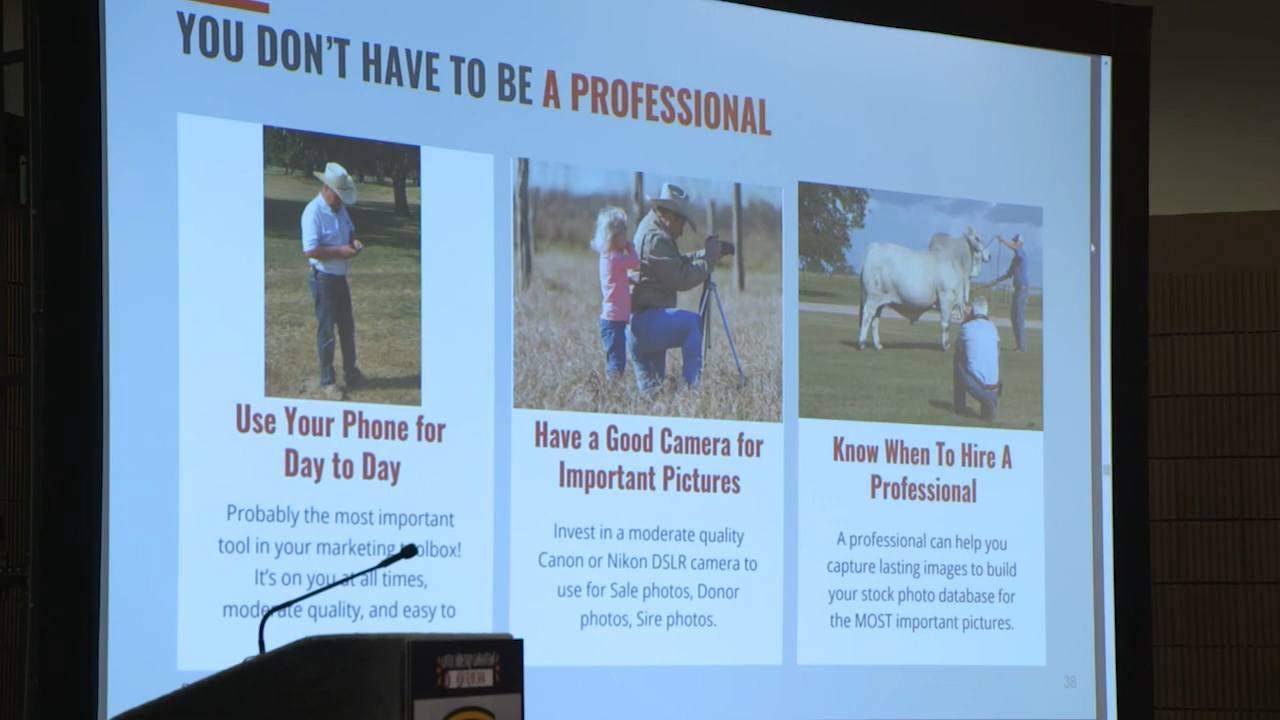 YOU DON'T HAVE TO BE A PROFESSIONAL
Use Your Phone for
Day to Day
Probably the most important
tool in your marketing toolbox!
It's on you at all times,
moderate quality, and easy to
Have a Good Camera for
Important Pictures
Invest in a moderate quality
Canon or Nikon DSLR camera to
use for Sale photos, Donor
photos, Sire photos.
Know When To Hire A
Professional
A professional can help you
capture lasting images to build
your stock photo database for
the MOST important pictures.
38